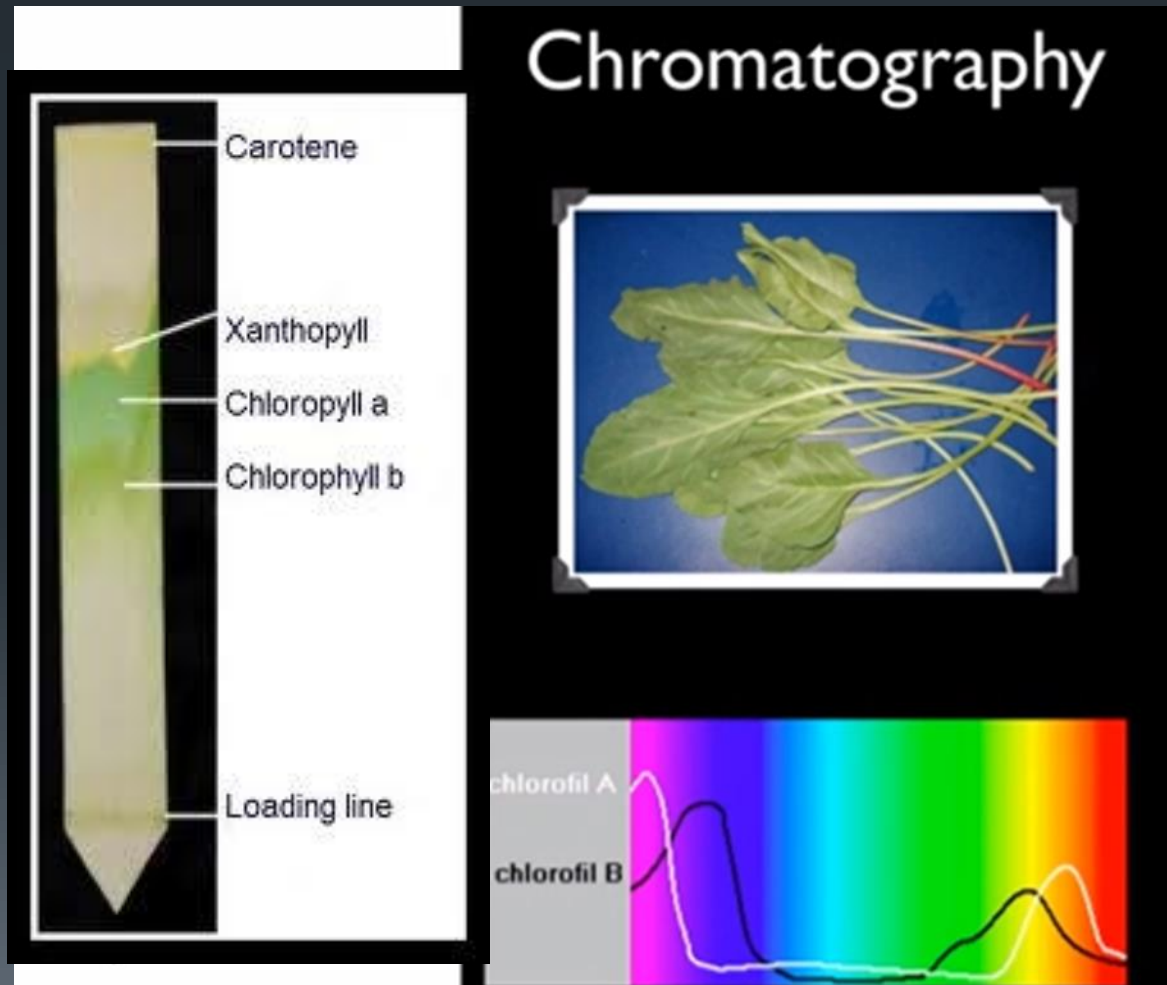 Chromatography
Carotene
Xanthopyll
Chloropyll a
Chlorophyll b
Loading line
chlorofil A
chlorofil B